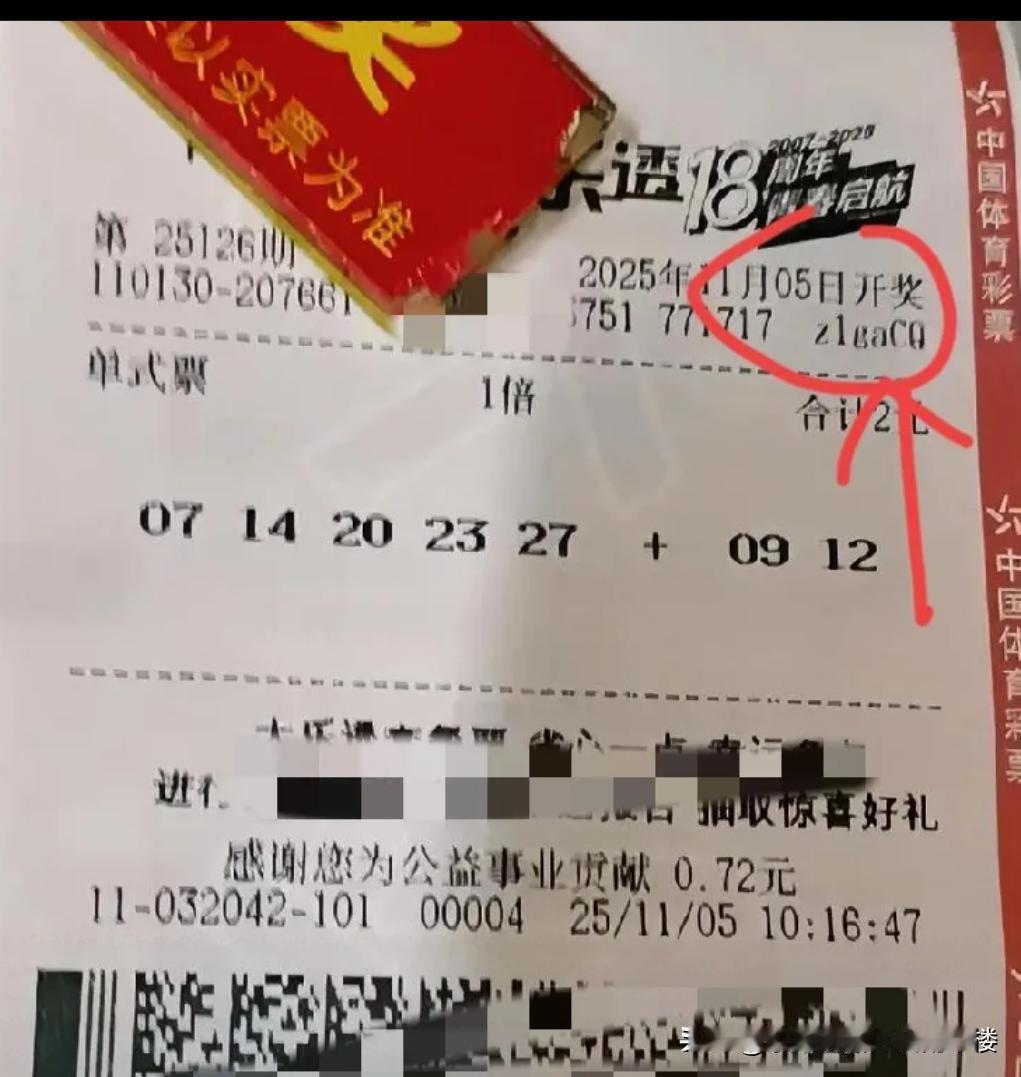 以实票为准
乐透18周年
2007-2025
启航
第 25126期
2025年11月05日开奖
110130-207661
751 77 717 zlgaCQ
单式票 1倍 合计2元
07 14 20 23 27 + 09 12
抽取惊喜好礼
感谢您为公益事业贡献 0.72元
11-032042-101 00004 25/11/05 10:16:47
中国体育彩票
中国体育彩票
楼